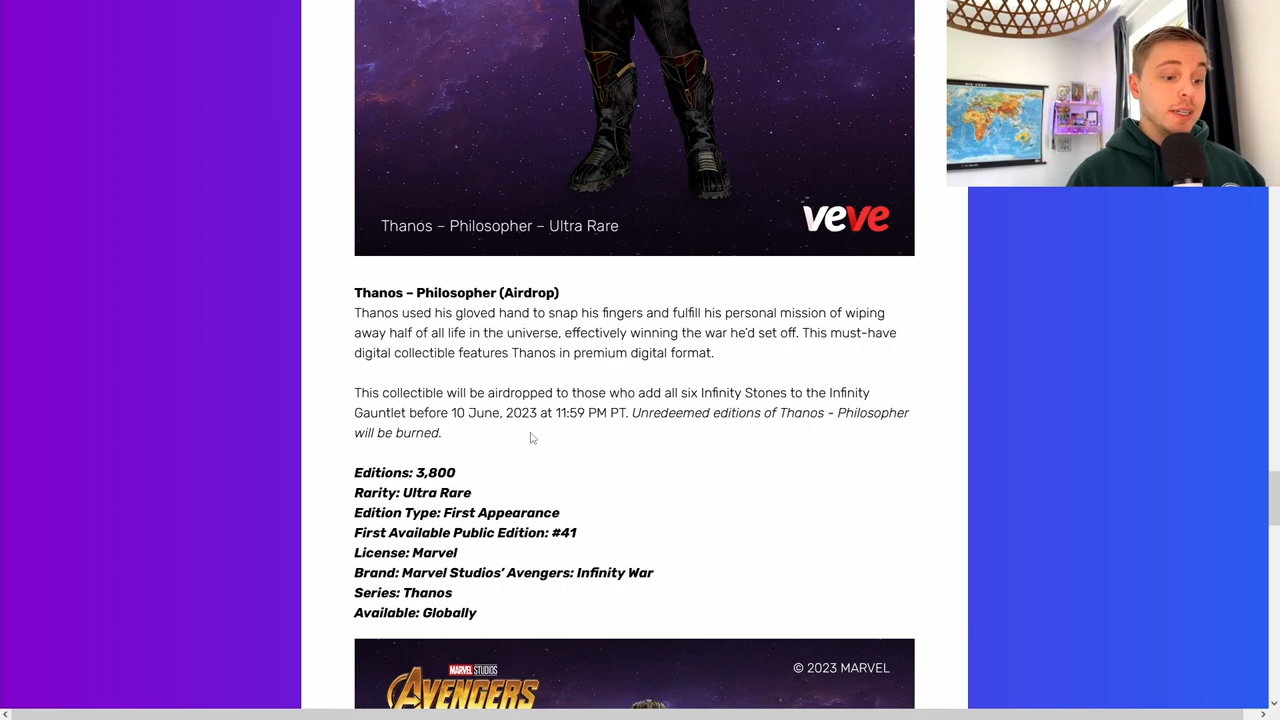 Thanos – Philosopher – Ultra Rare
veve
Thanos – Philosopher (Airdrop)
Thanos used his gloved hand to snap his fingers and fulfill his personal mission of wiping
away half of all life in the universe, effectively winning the war he'd set off. This must-have
digital collectible features Thanos in premium digital format.
This collectible will be airdropped to those who add all six Infinity Stones to the Infinity
Gauntlet before 10 June, 2023 at 11:59 PM PT. Unredeemed editions of Thanos - Philosopher
will be burned.
Editions: 3,800
Rarity: Ultra Rare
Edition Type: First Appearance
First Available Public Edition: #41
License: Marvel
Brand: Marvel Studios' Avengers: Infinity War
Series: Thanos
Available: Globally
MARVEL STUDIOS
AVENGERS
© 2023 MARVEL